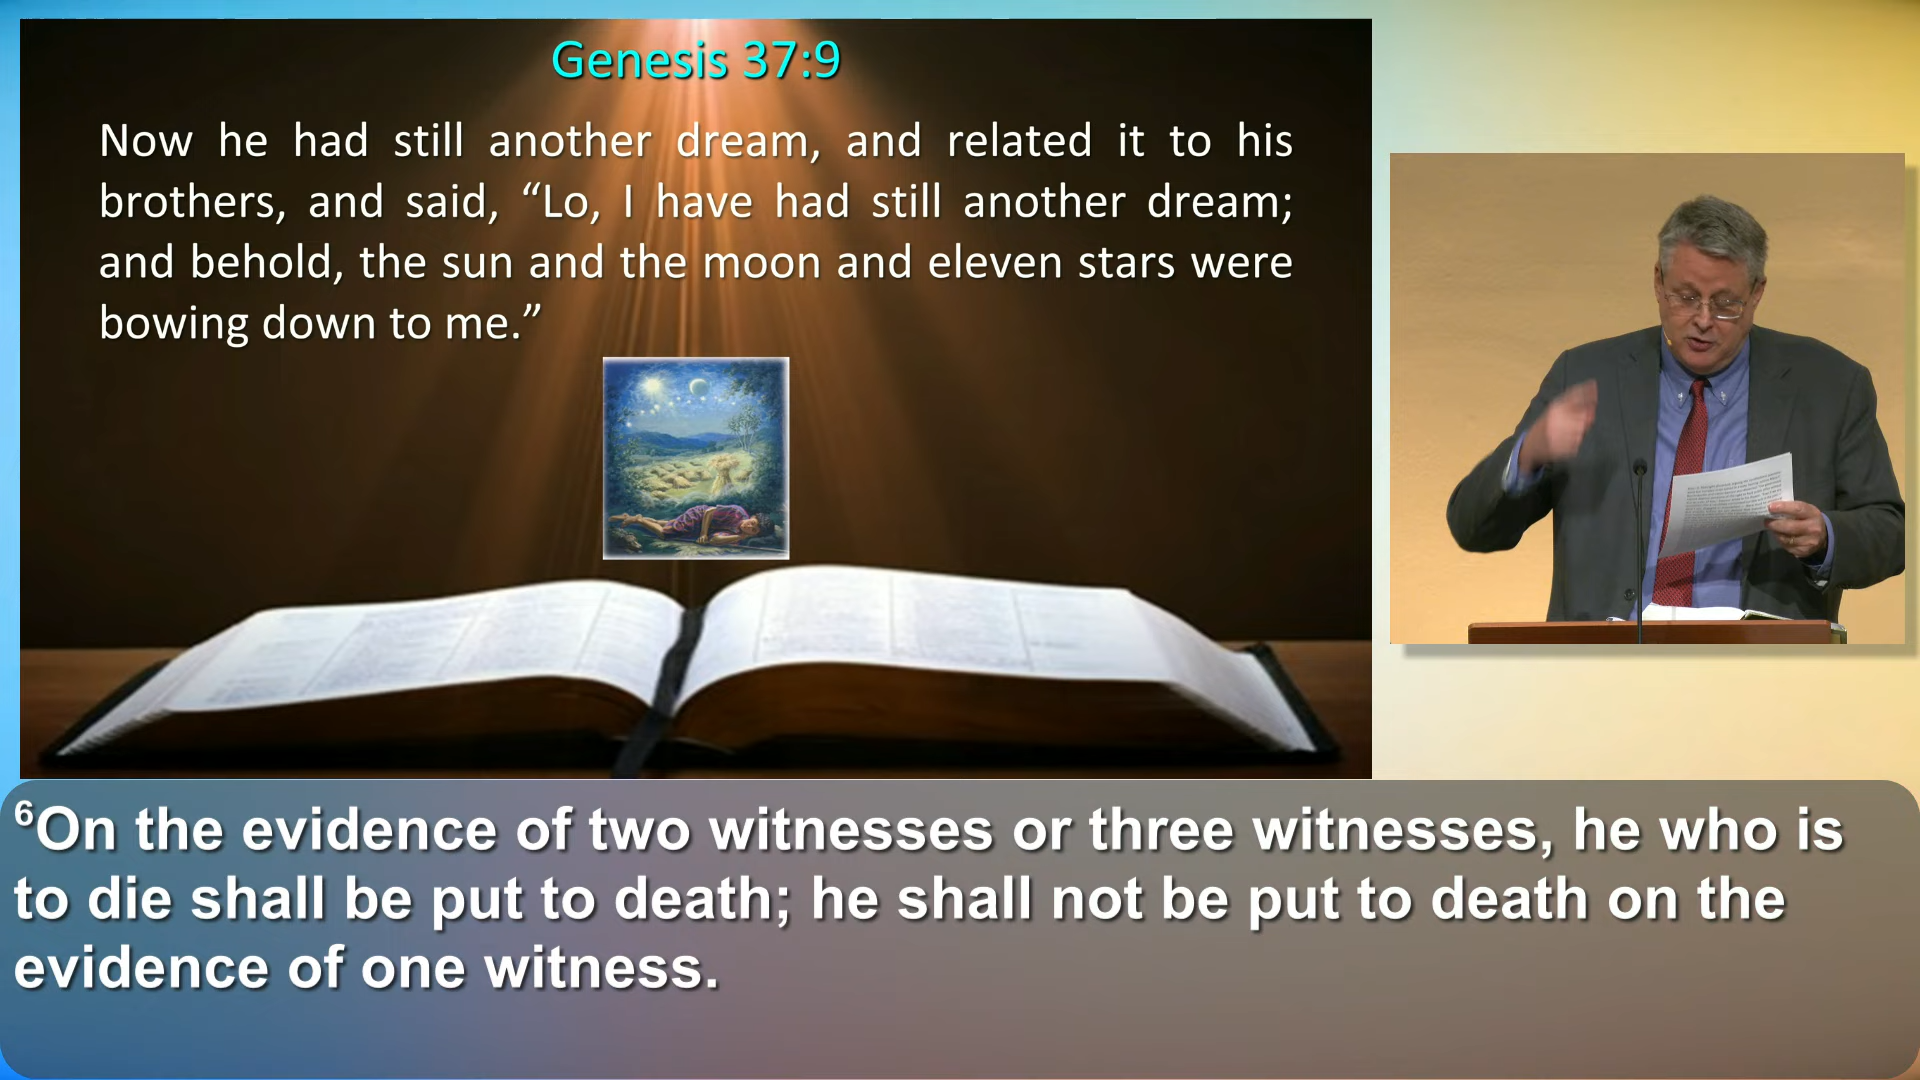 Genesis 37:9
Now he had still another dream, and related it to his
brothers, and said, “Lo, I have had still another dream;
and behold, the sun and the moon and eleven stars were
bowing down to me.”
⁶On the evidence of two witnesses or three witnesses, he who is
to die shall be put to death; he shall not be put to death on the
evidence of one witness.